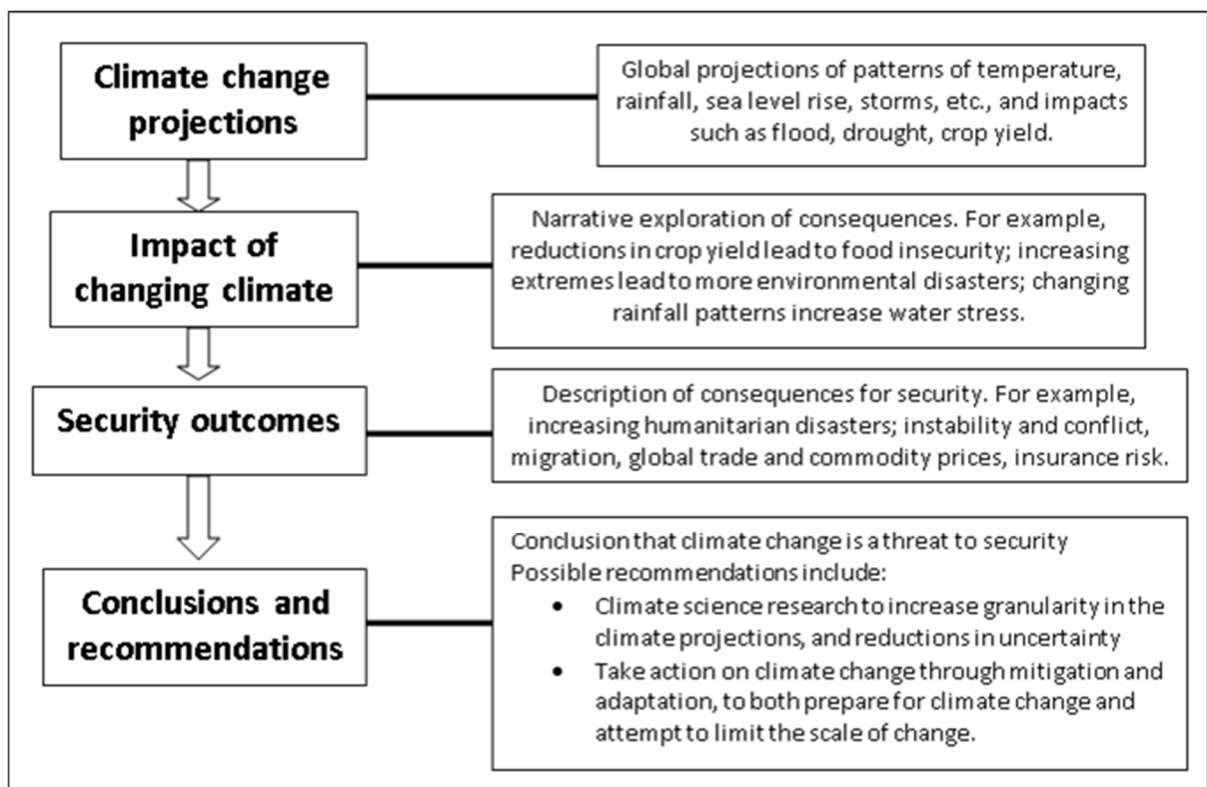 Climate change
projections
Global projections of patterns of temperature,
rainfall, sea level rise, storms, etc., and impacts
such as flood, drought, crop yield.
Impact of
changing climate
Narrative exploration of consequences. For example,
reductions in crop yield lead to food insecurity; increasing
extremes lead to more environmental disasters; changing
rainfall patterns increase water stress.
Security outcomes
Description of consequences for security. For example,
increasing humanitarian disasters; instability and conflict,
migration, global trade and commodity prices, insurance risk.
Conclusions and
recommendations
Conclusion that climate change is a threat to security
Possible recommendations include:
• Climate science research to increase granularity in the
climate projections, and reductions in uncertainty
• Take action on climate change through mitigation and
adaptation, to both prepare for climate change and
attempt to limit the scale of change.